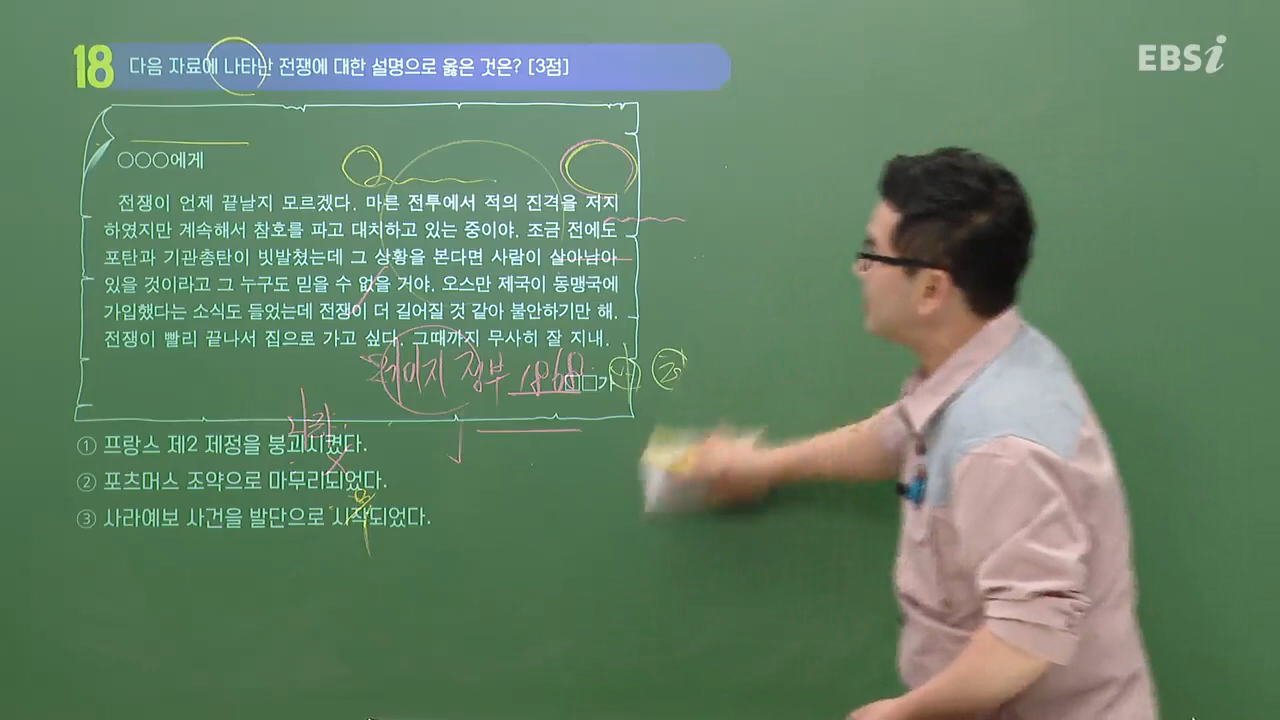 18 다음 자료에 나타난 전쟁에 대한 설명으로 옳은 것은? [3점]
EBSi
○○○에게
전쟁이 언제 끝날지 모르겠다. 마른 전투에서 적의 진격을 저지
하였지만 계속해서 참호를 파고 대치하고 있는 중이야. 조금 전에도
포탄과 기관총탄이 빗발쳤는데 그 상황을 본다면 사람이 살아남아
있을 것이라고 그 누구도 믿을 수 없을 거야. 오스만 제국이 동맹국에
가입했다는 소식도 들었는데 전쟁이 더 길어질 것 같아 불안하기만 해.
전쟁이 빨리 끝나서 집으로 가고 싶다. 그때까지 무사히 잘 지내.
메이지 정부 1868
□□가
① 프랑스 제2 제정을 붕괴시켰다.
② 포츠머스 조약으로 마무리되었다.
③ 사라예보 사건을 발단으로 시작되었다.